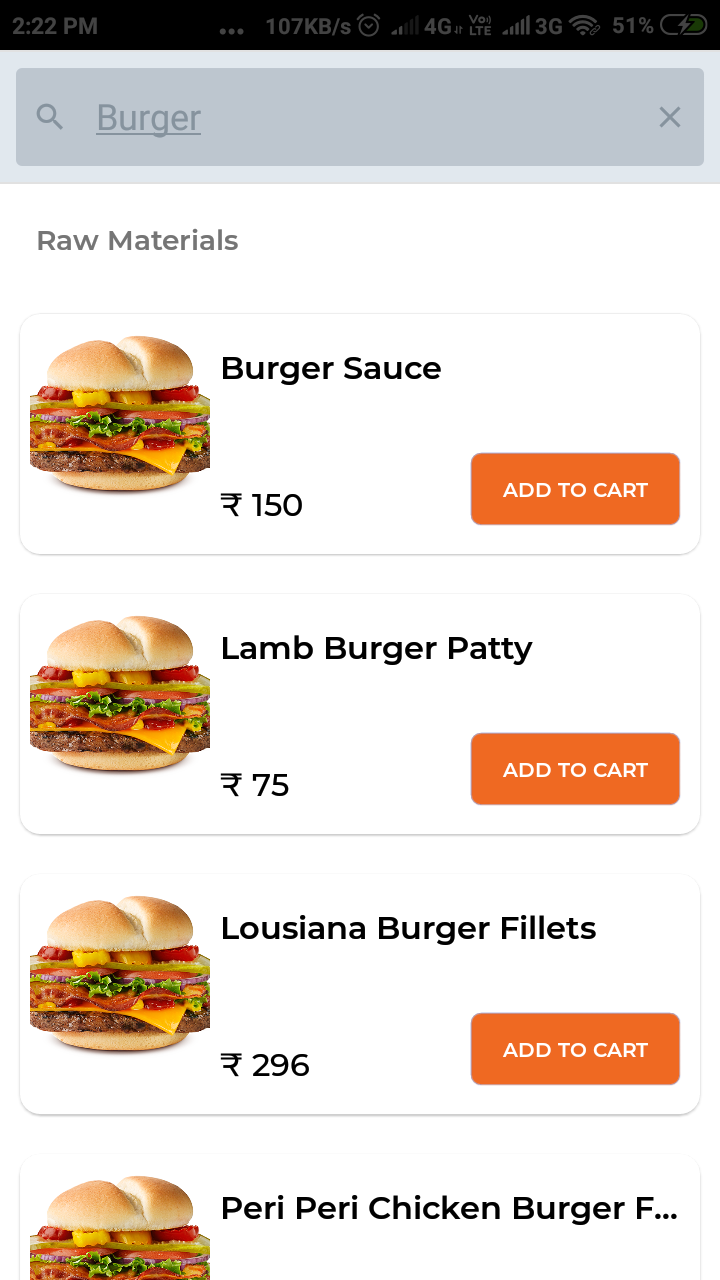 2:22 PM ... 107KB/s 4G Vo) LTE 3G 51%
Burger
Raw Materials
Burger Sauce
₹ 150
ADD TO CART
Lamb Burger Patty
₹ 75
ADD TO CART
Lousiana Burger Fillets
₹ 296
ADD TO CART
Peri Peri Chicken Burger F...